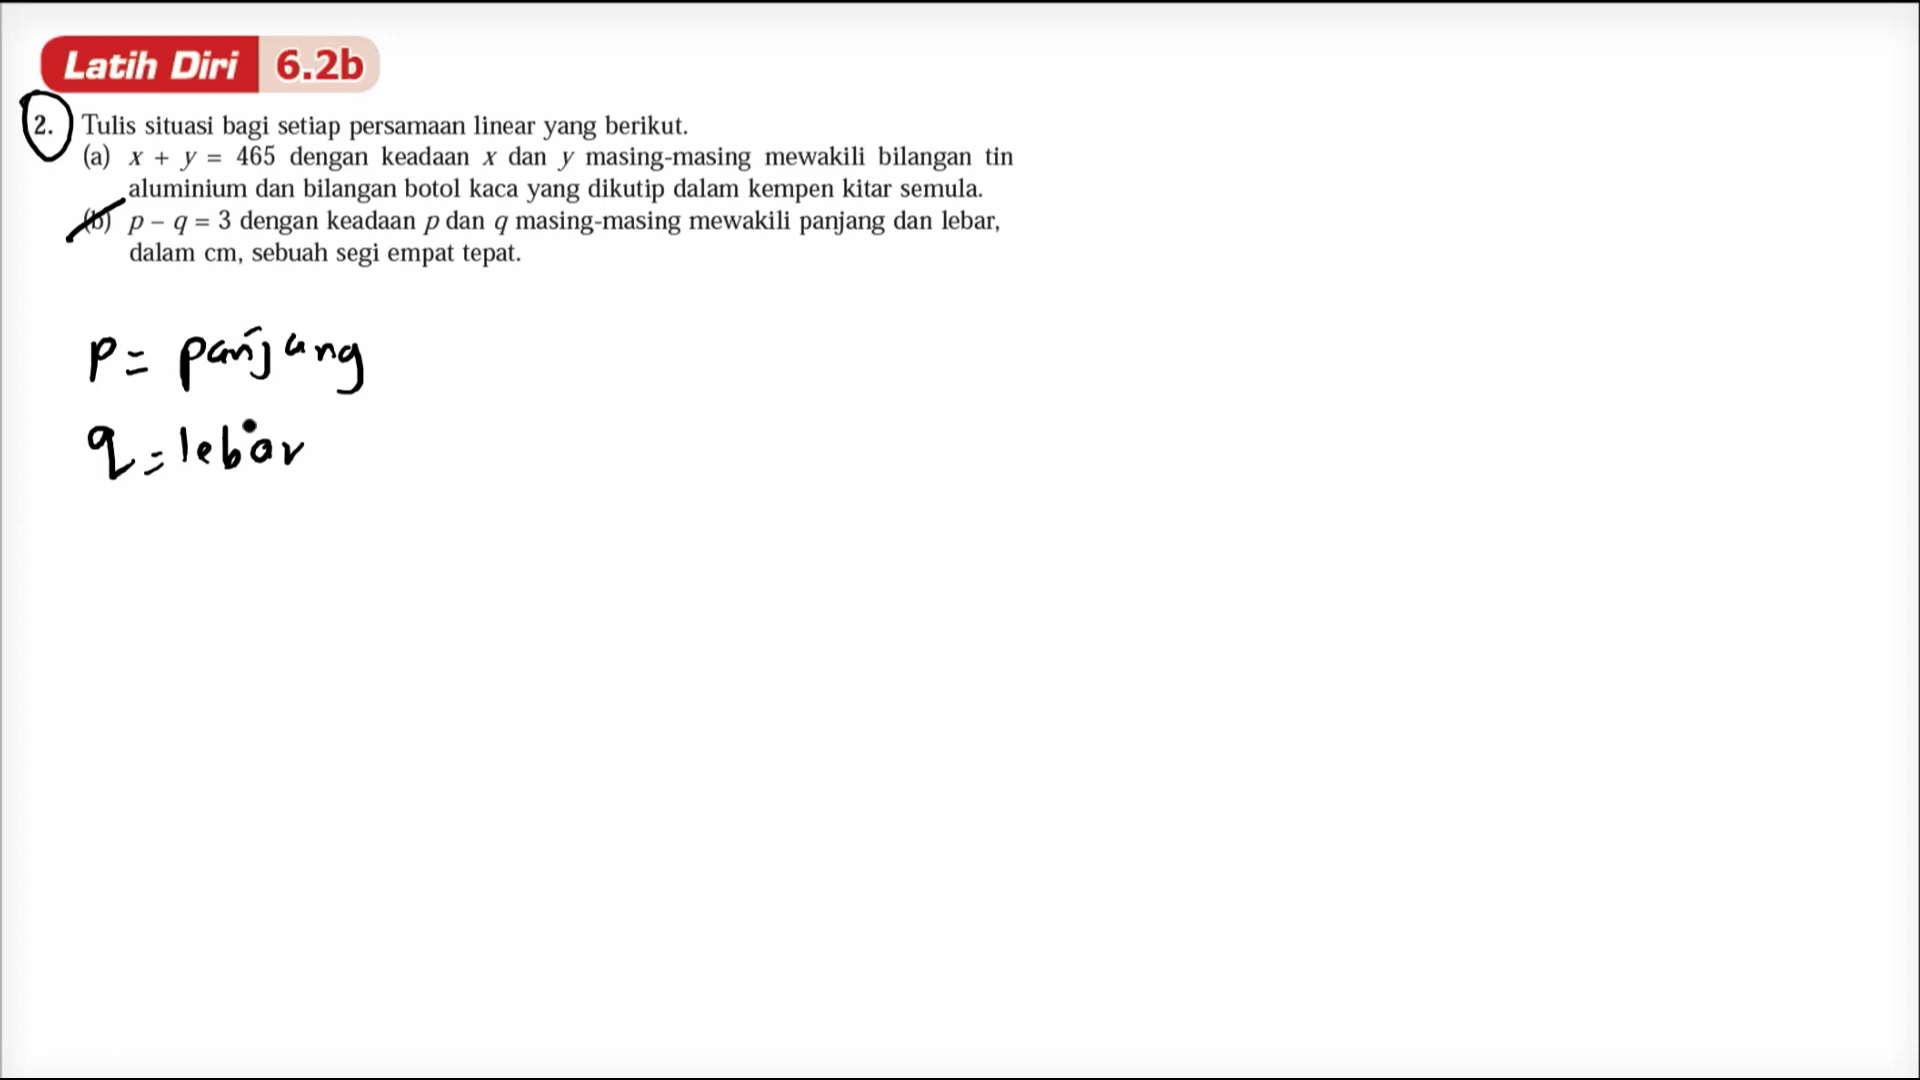 Latih Diri 6.2b
2. Tulis situasi bagi setiap persamaan linear yang berikut.
(a) x + y = 465 dengan keadaan x dan y masing-masing mewakili bilangan tin
aluminium dan bilangan botol kaca yang dikutip dalam kempen kitar semula.
(b) p – q = 3 dengan keadaan p dan q masing-masing mewakili panjang dan lebar,
dalam cm, sebuah segi empat tepat.
p = panjang
q = lebar